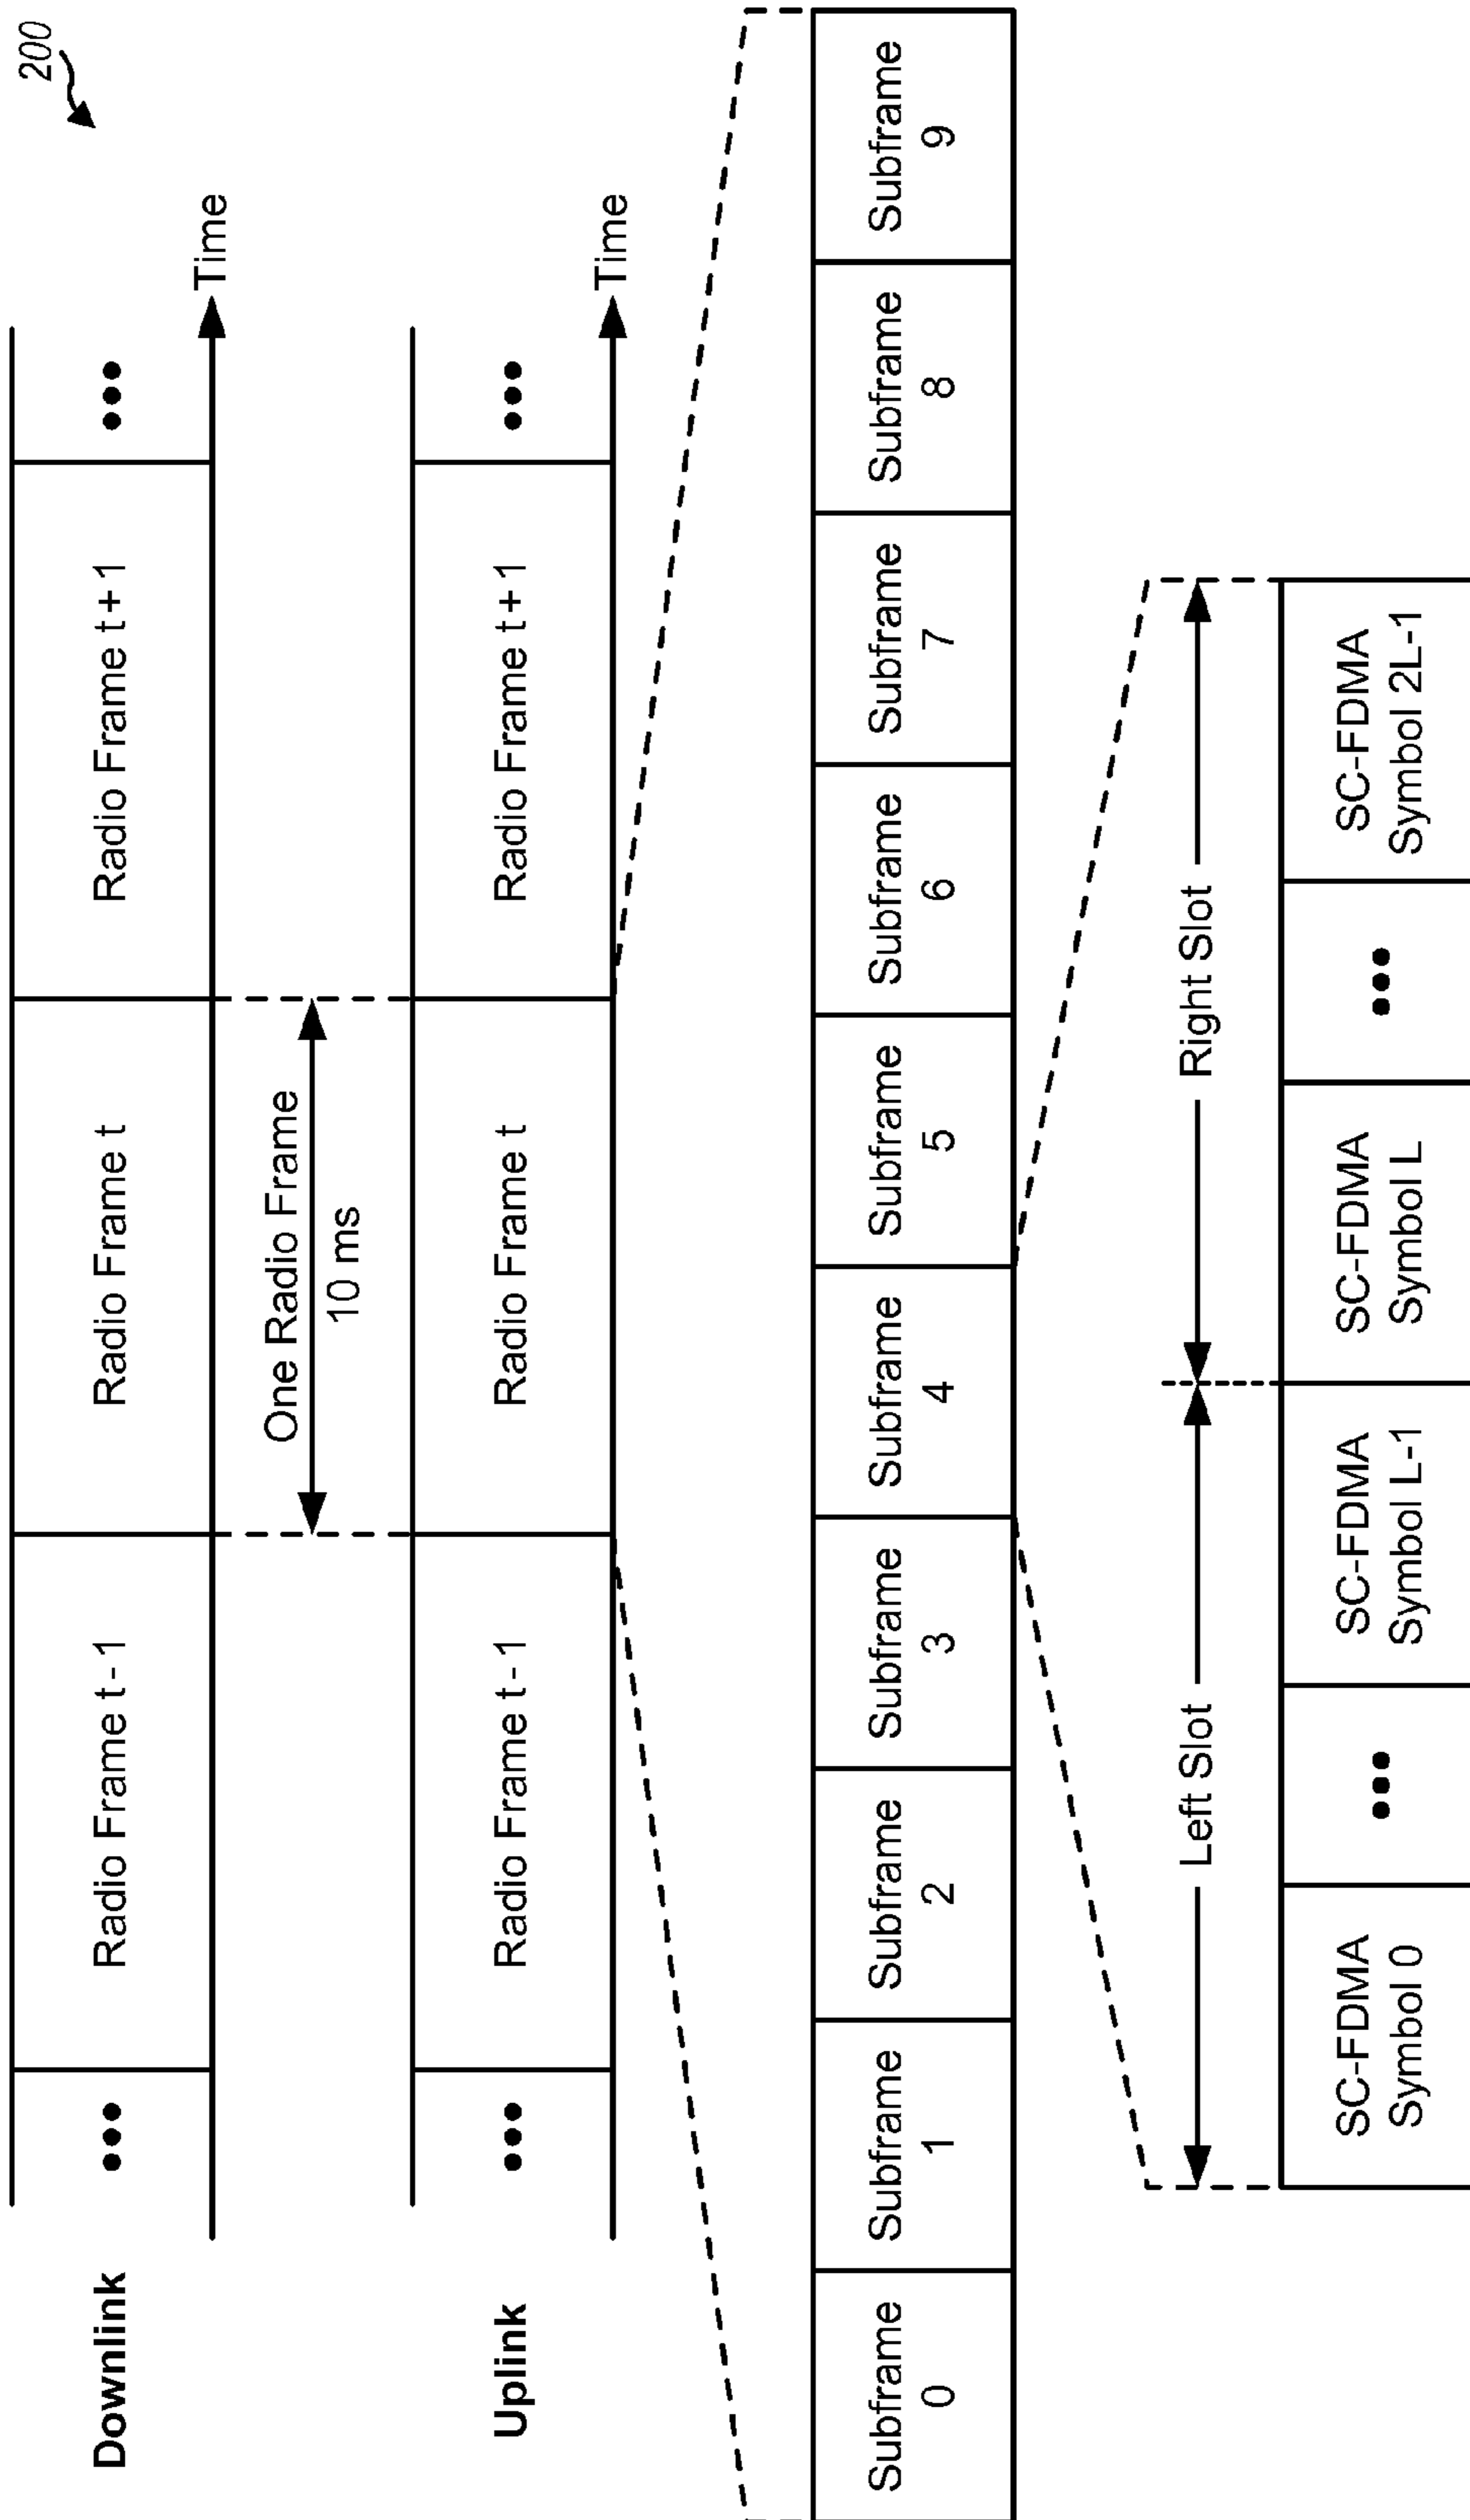 200
Downlink
•••
Radio Frame t-1
Radio Frame t
Radio Frame t+1
•••
Time
One Radio Frame
10 ms
Uplink
•••
Radio Frame t-1
Radio Frame t
Radio Frame t+1
•••
Time
Subframe
0
Subframe
1
Subframe
2
Subframe
3
Subframe
4
Subframe
5
Subframe
6
Subframe
7
Subframe
8
Subframe
9
Left Slot
Right Slot
SC-FDMA
Symbol 0
•••
SC-FDMA
Symbol L-1
SC-FDMA
Symbol L
•••
SC-FDMA
Symbol 2L-1